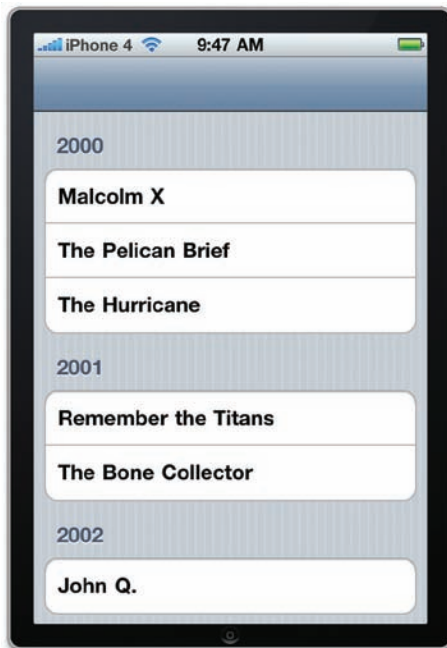 iPhone 4 9:47 AM
2000
Malcolm X
The Pelican Brief
The Hurricane
2001
Remember the Titans
The Bone Collector
2002
John Q.